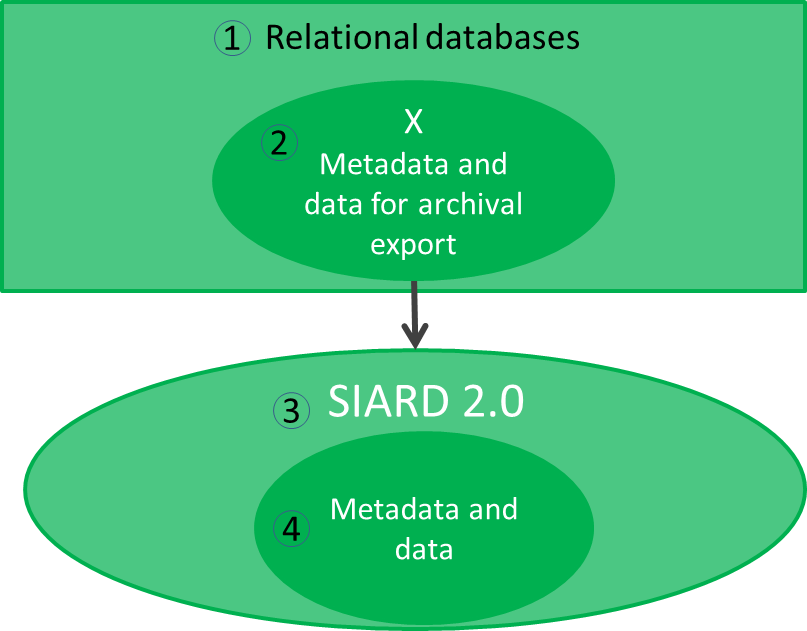 ① Relational databases
X
② Metadata and
data for archival
export
③ SIARD 2.0
④ Metadata and
data